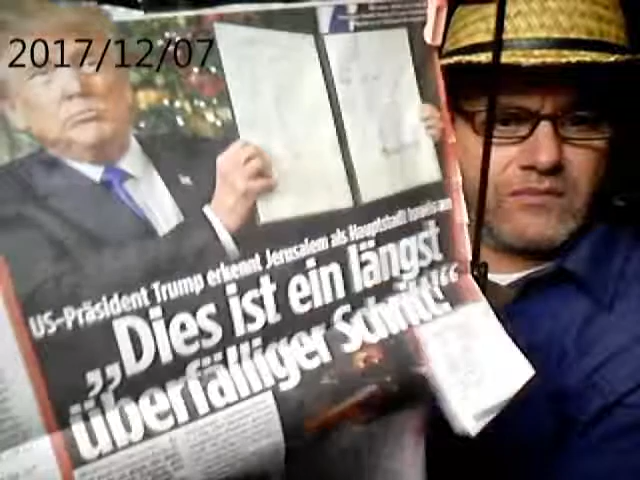 2017/12/07
US-Präsident Trump erkennt Jerusalem als Hauptstadt Israels an
„Dies ist ein längst
überfälliger Schritt!“